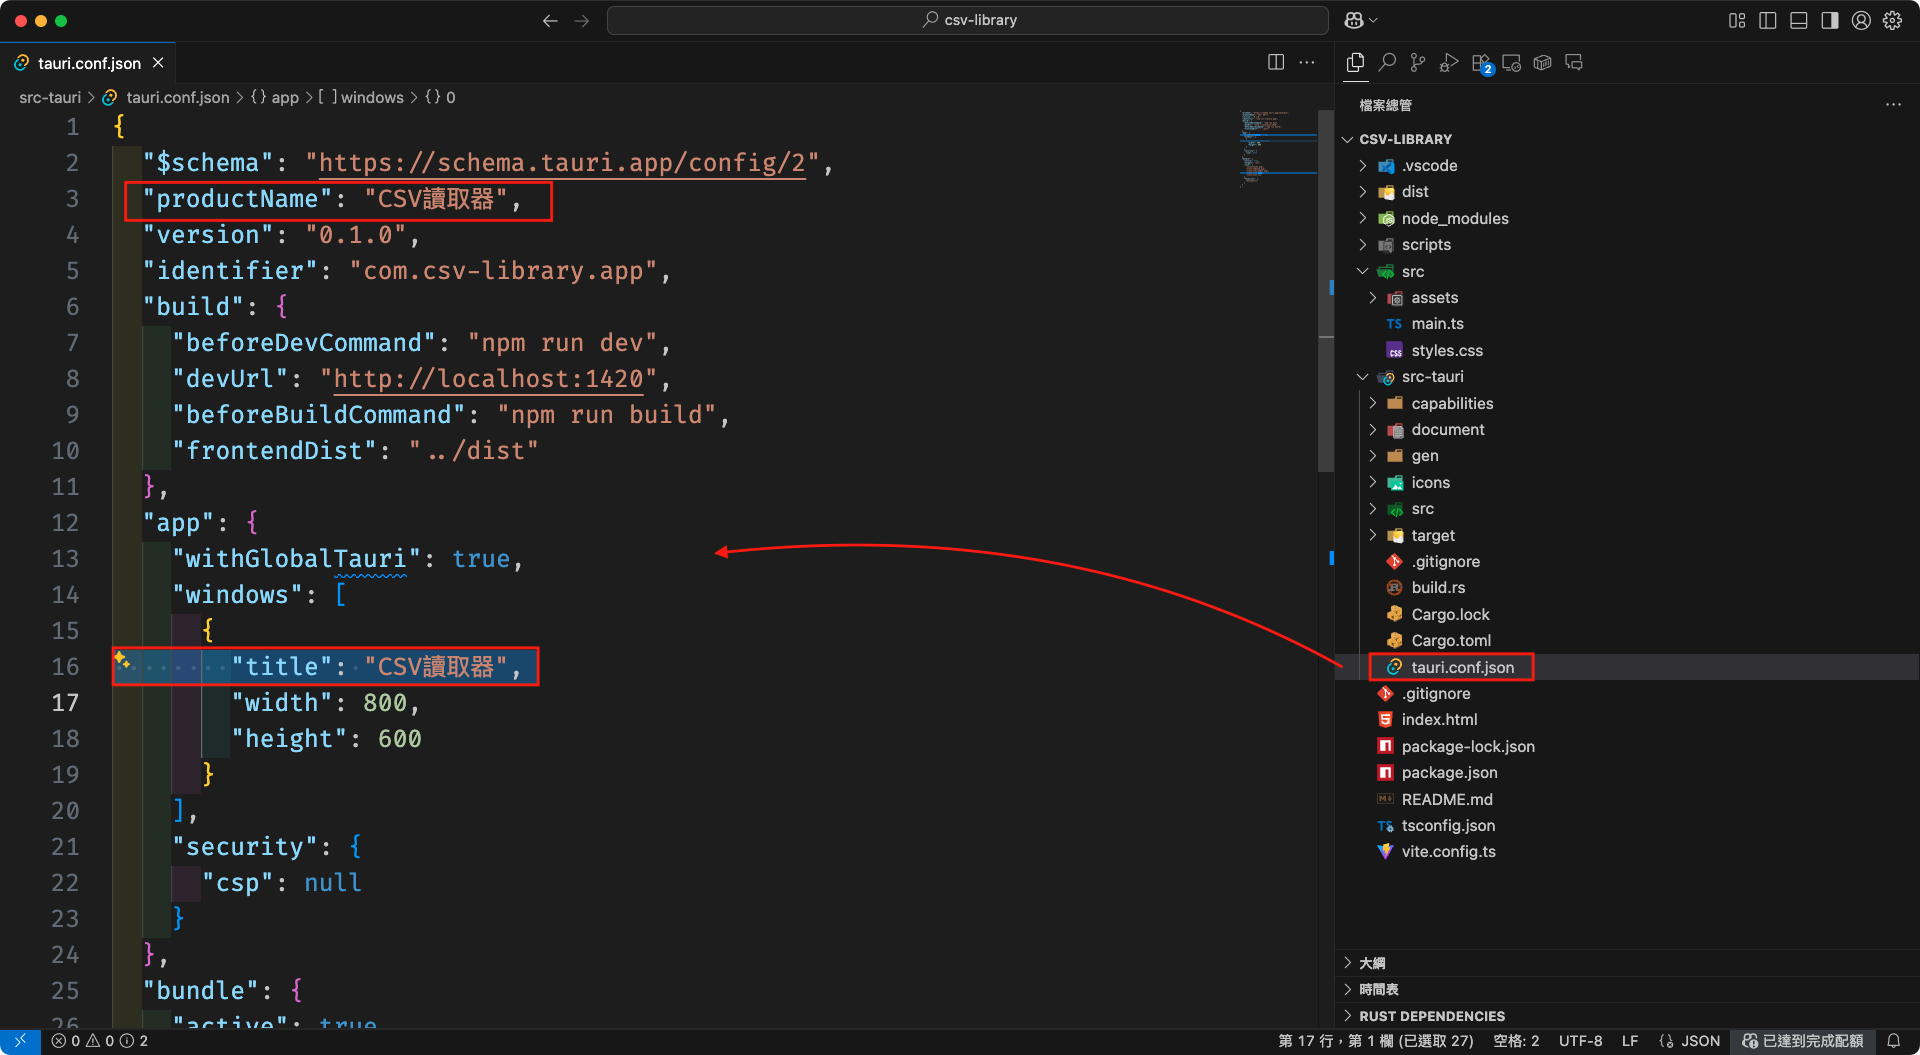 csv-library
tauri.conf.json
src-tauri > tauri.conf.json > {} app > [ ] windows > {} 0
1 {
2 "$schema": "https://schema.tauri.app/config/2",
3 "productName": "CSV讀取器",
4 "version": "0.1.0",
5 "identifier": "com.csv-library.app",
6 "build": {
7 "beforeDevCommand": "npm run dev",
8 "devUrl": "http://localhost:1420",
9 "beforeBuildCommand": "npm run build",
10 "frontendDist": "../dist"
11 },
12 "app": {
13 "withGlobalTauri": true,
14 "windows": [
15 {
16 "title": "CSV讀取器",
17 "width": 800,
18 "height": 600
19 }
20 ],
21 "security": {
22 "csp": null
23 }
24 },
25 "bundle": {
26 "active": true
2
檔案總管
CSV-LIBRARY
.vscode
dist
node_modules
scripts
src
assets
TS main.ts
styles.css
src-tauri
capabilities
document
gen
icons
src
target
.gitignore
build.rs
Cargo.lock
Cargo.toml
tauri.conf.json
.gitignore
index.html
package-lock.json
package.json
README.md
TS tsconfig.json
vite.config.ts
大綱
時間表
RUST DEPENDENCIES
0 0 2
第 17 行，第 1 欄 (已選取 27) 空格: 2 UTF-8 LF {} JSON 已達到完成配額